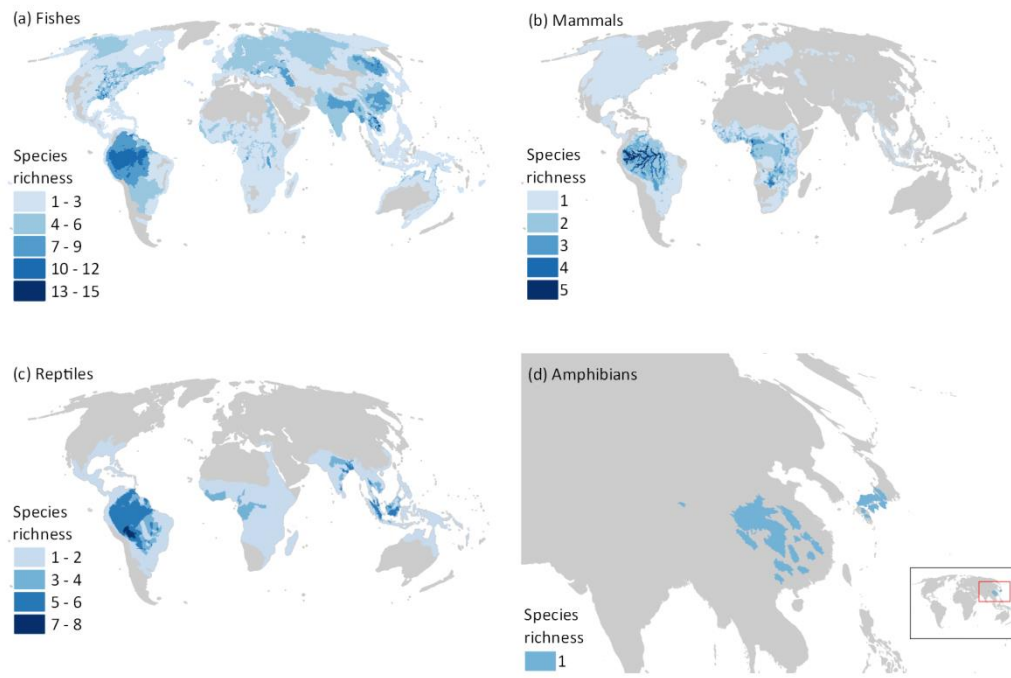 (a) Fishes
Species
richness
1 - 3
4 - 6
7 - 9
10 - 12
13 - 15
(b) Mammals
Species
richness
1
2
3
4
5
(c) Reptiles
Species
richness
1 - 2
3 - 4
5 - 6
7 - 8
(d) Amphibians
Species
richness
1